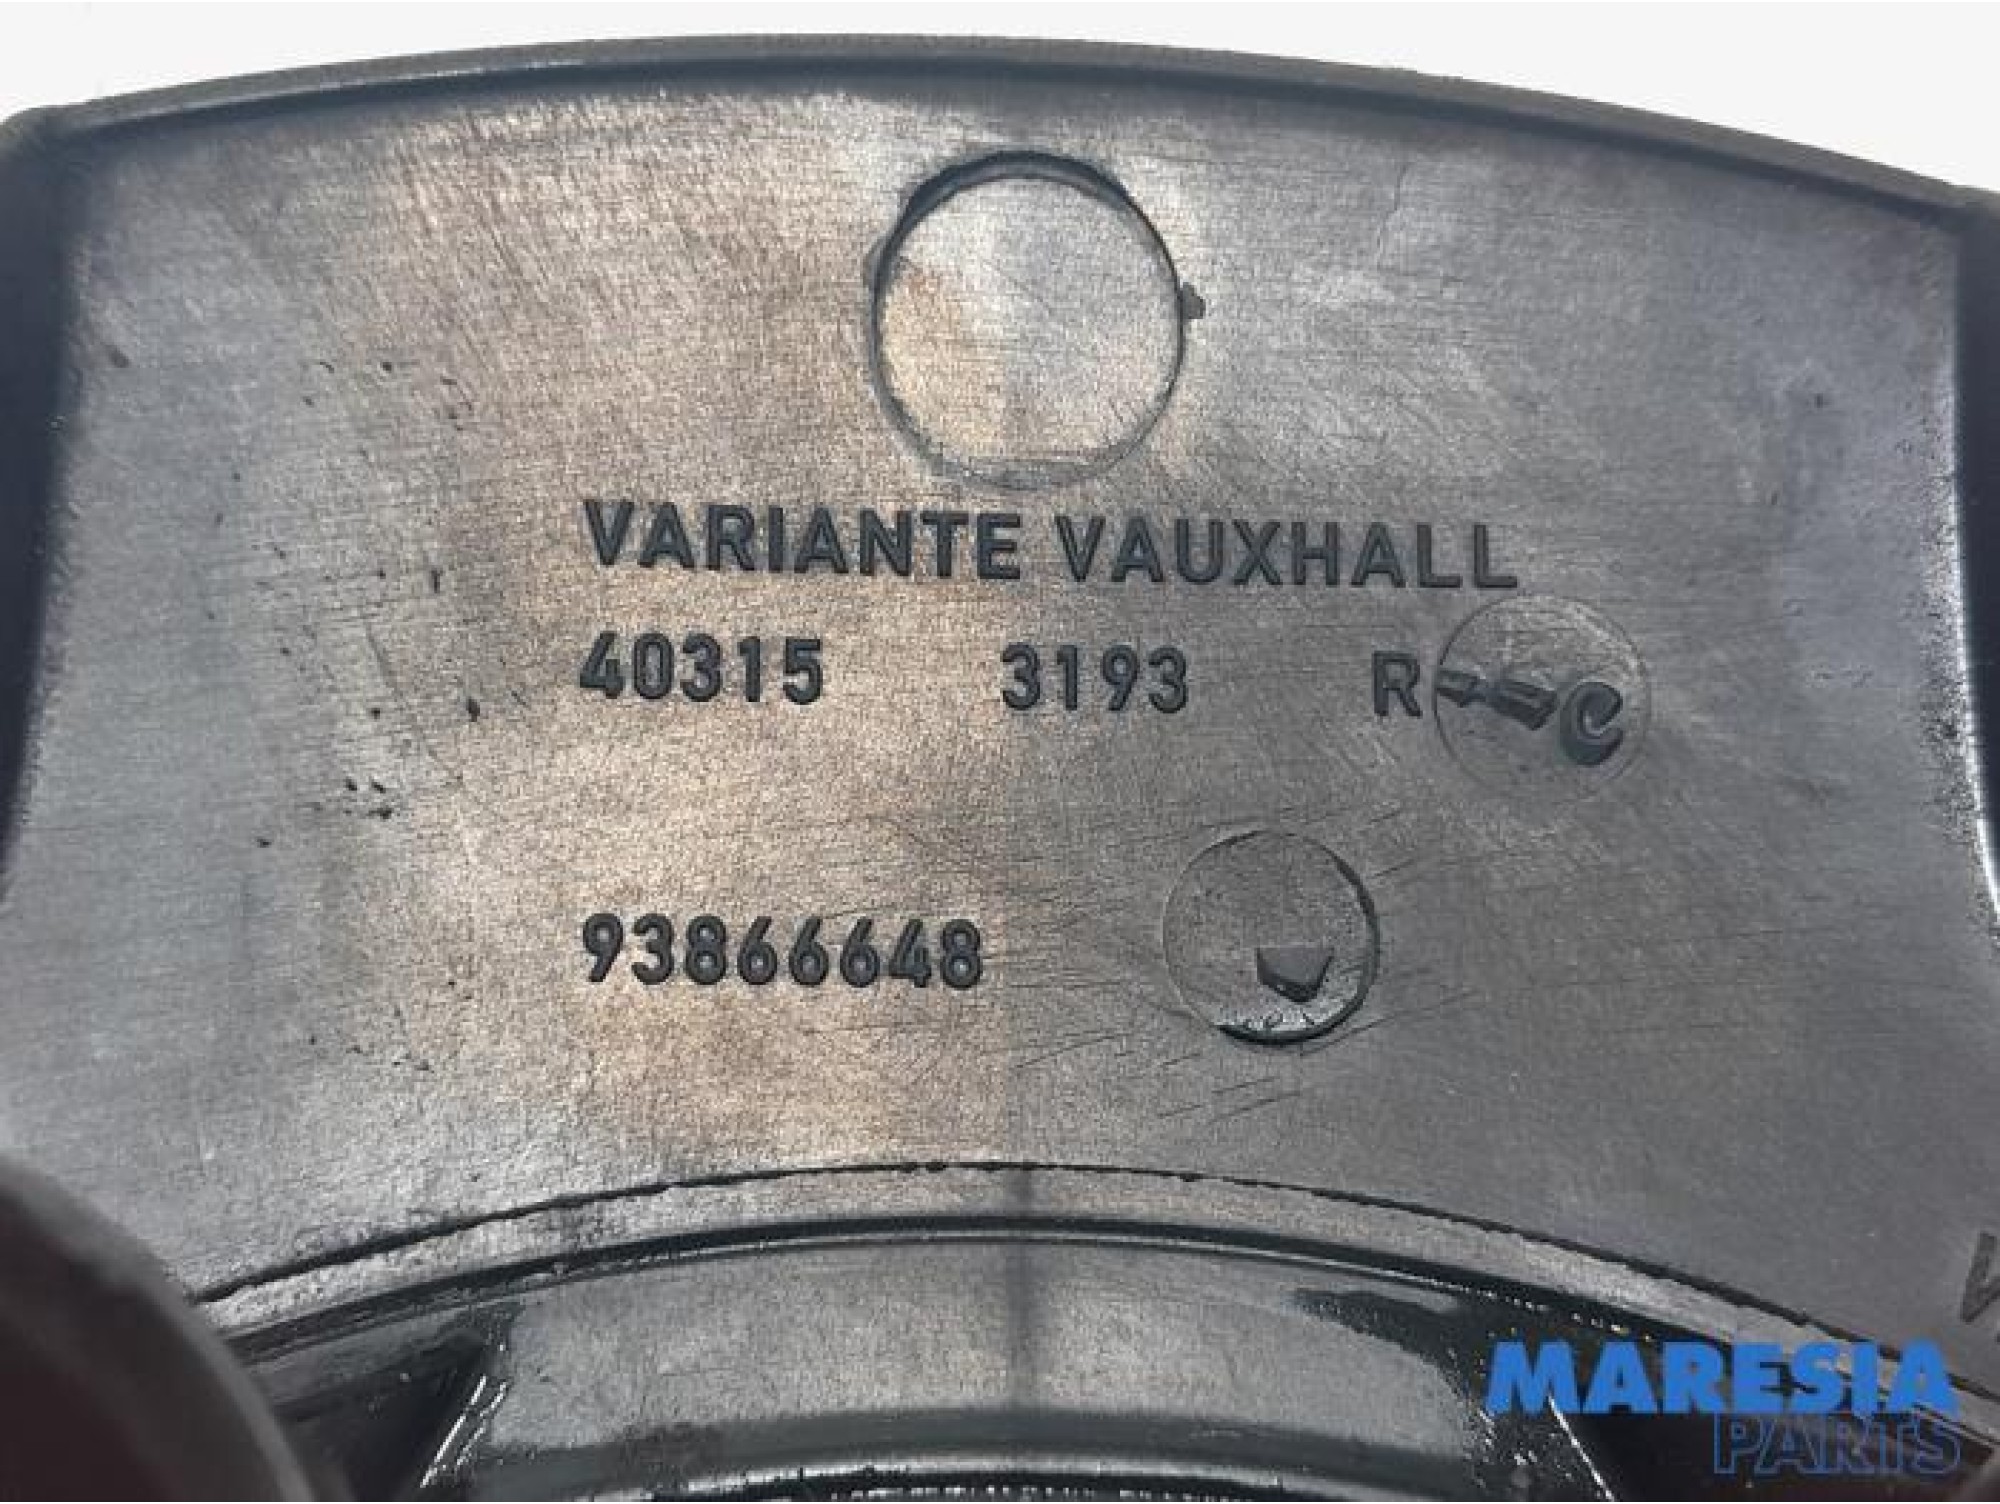 VARIANTE VAUXHALL
40315 3193 R--C
93866648
MARESIA
PARTS